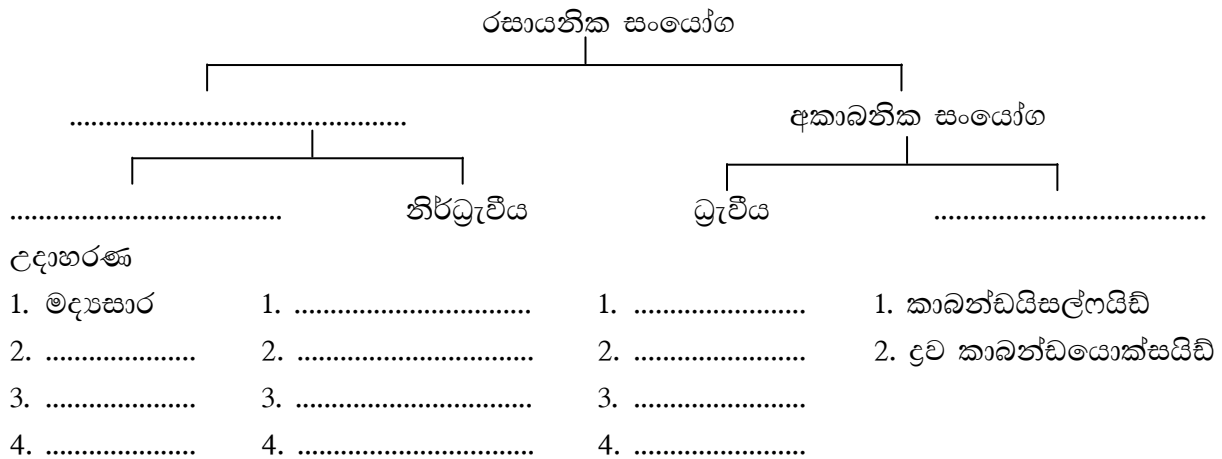 රසායනික සංයෝග
............................................... අකාබනික සංයෝග
...................................... නිර්ධ්‍රැවීය ධ්‍රැවීය ......................................
උදාහරණ
1. මද්‍යසාර 1. ................................. 1. ........................ 1. කාබන්ඩයිසල්ෆයිඩ්
2. ..................... 2. ................................. 2. ........................ 2. ද්‍රව කාබන්ඩයොක්සයිඩ්
3. ..................... 3. ................................. 3. ........................
4. ..................... 4. ................................. 4. ........................